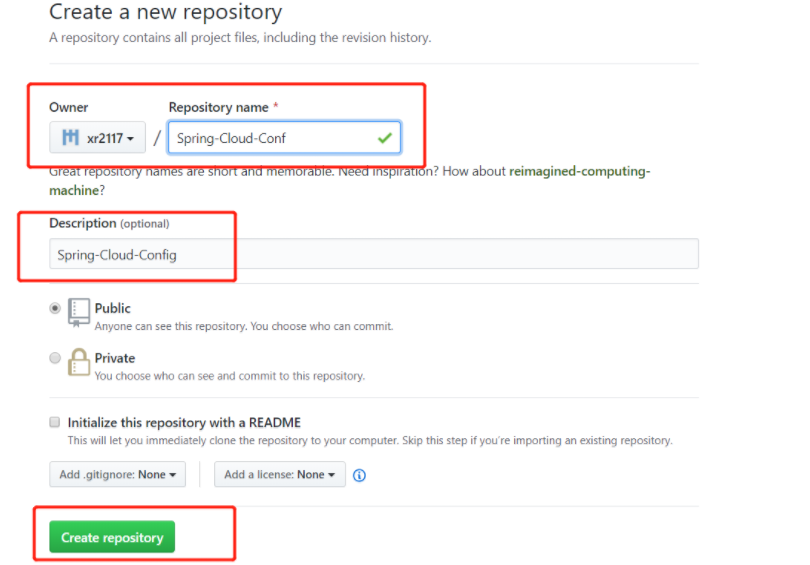 Create a new repository
A repository contains all project files, including the revision history.
Owner
Repository name *
xr2117 / Spring-Cloud-Conf
Great repository names are short and memorable. Need inspiration? How about reimagined-computing-
machine?
Description (optional)
Spring-Cloud-Config
Public
Anyone can see this repository. You choose who can commit.
Private
You choose who can see and commit to this repository.
Initialize this repository with a README
This will let you immediately clone the repository to your computer. Skip this step if you're importing an existing repository.
Add .gitignore: None
Add a license: None
Create repository